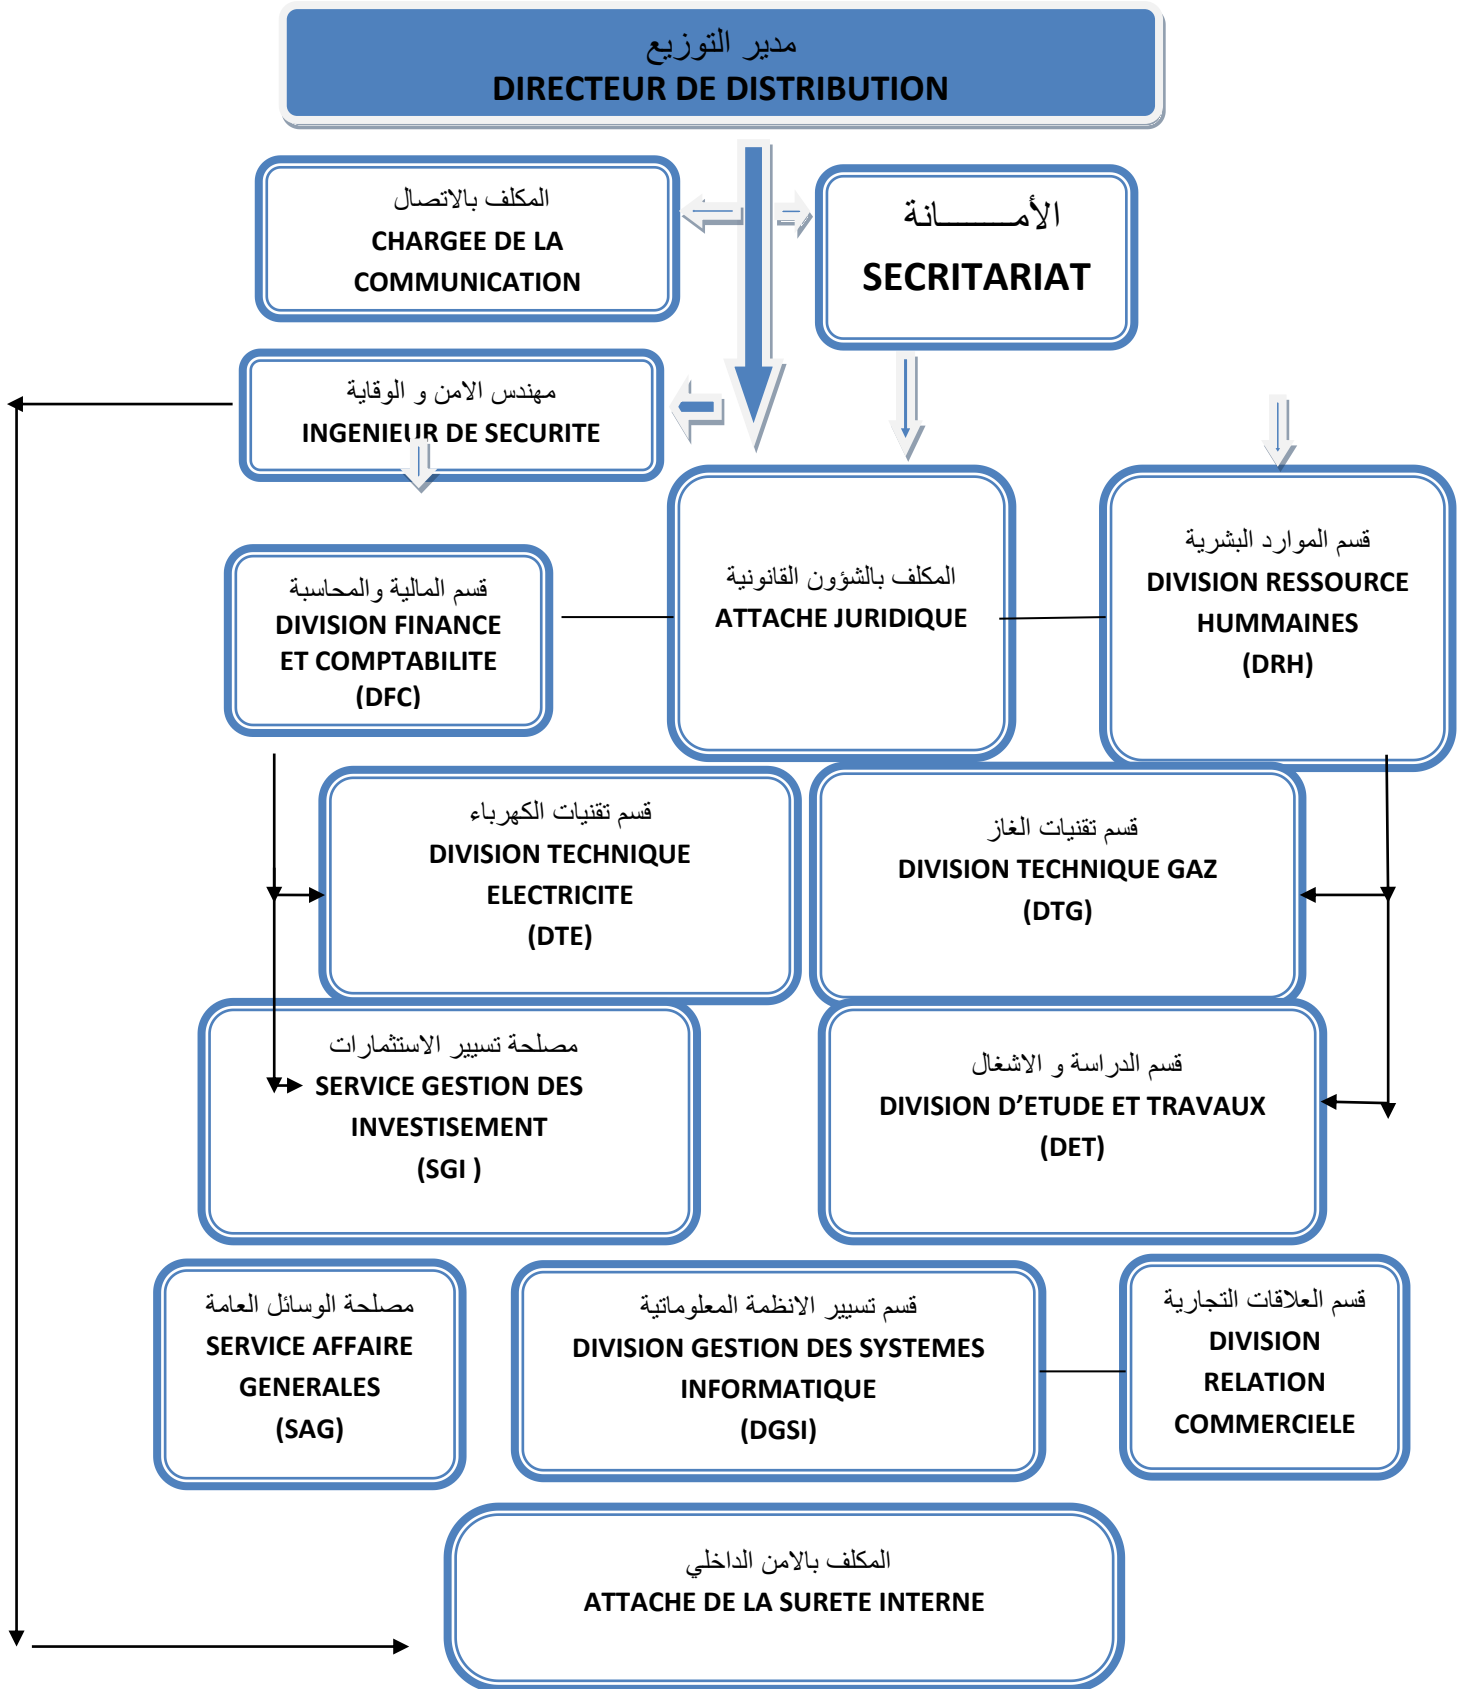 مدير التوزيع
DIRECTEUR DE DISTRIBUTION
المكلف بالاتصال
CHARGEE DE LA
COMMUNICATION
الأمـــــــانة
SECRITARIAT
مهندس الامن و الوقاية
INGENIEUR DE SECURITE
قسم المالية والمحاسبة
DIVISION FINANCE
ET COMPTABILITE
(DFC)
المكلف بالشؤون القانونية
ATTACHE JURIDIQUE
قسم الموارد البشرية
DIVISION RESSOURCE
HUMMAINES
(DRH)
قسم تقنيات الكهرباء
DIVISION TECHNIQUE
ELECTRICITE
(DTE)
قسم تقنيات الغاز
DIVISION TECHNIQUE GAZ
(DTG)
مصلحة تسيير الاستثمارات
SERVICE GESTION DES
INVESTISEMENT
(SGI )
قسم الدراسة و الاشغال
DIVISION D’ETUDE ET TRAVAUX
(DET)
مصلحة الوسائل العامة
SERVICE AFFAIRE
GENERALES
(SAG)
قسم تسيير الانظمة المعلوماتية
DIVISION GESTION DES SYSTEMES
INFORMATIQUE
(DGSI)
قسم العلاقات التجارية
DIVISION
RELATION
COMMERCIELE
المكلف بالامن الداخلي
ATTACHE DE LA SURETE INTERNE